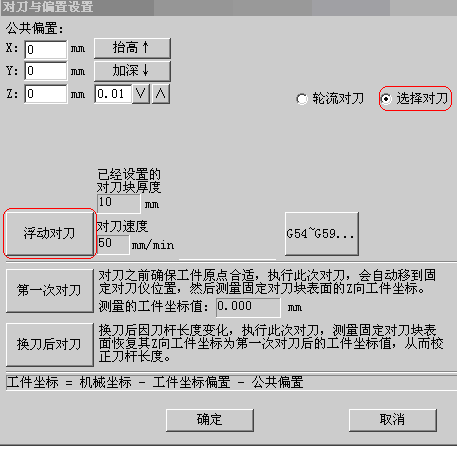 对刀与偏置设置
公共偏置：
X: 0 mm 抬高↑
Y: 0 mm 加深↓
Z: 0 mm 0.01 ∨ ∧
轮流对刀 选择对刀
已经设置的
对刀块厚度
10 mm
浮动对刀
对刀速度
50 mm/min
G54~G59...
第一次对刀
对刀之前确保工件原点合适，执行此次对刀，会自动移到固
定对刀仪位置，然后测量固定对刀块表面的Z向工件坐标。
测量的工件坐标值: 0.000 mm
换刀后对刀
换刀后因刀杆长度变化，执行此次对刀，测量固定对刀块表
面恢复其Z向工件坐标为第一次对刀后的工件坐标值，从而校
正刀杆长度。
工件坐标 = 机械坐标 - 工件坐标偏置 - 公共偏置
确定 取消